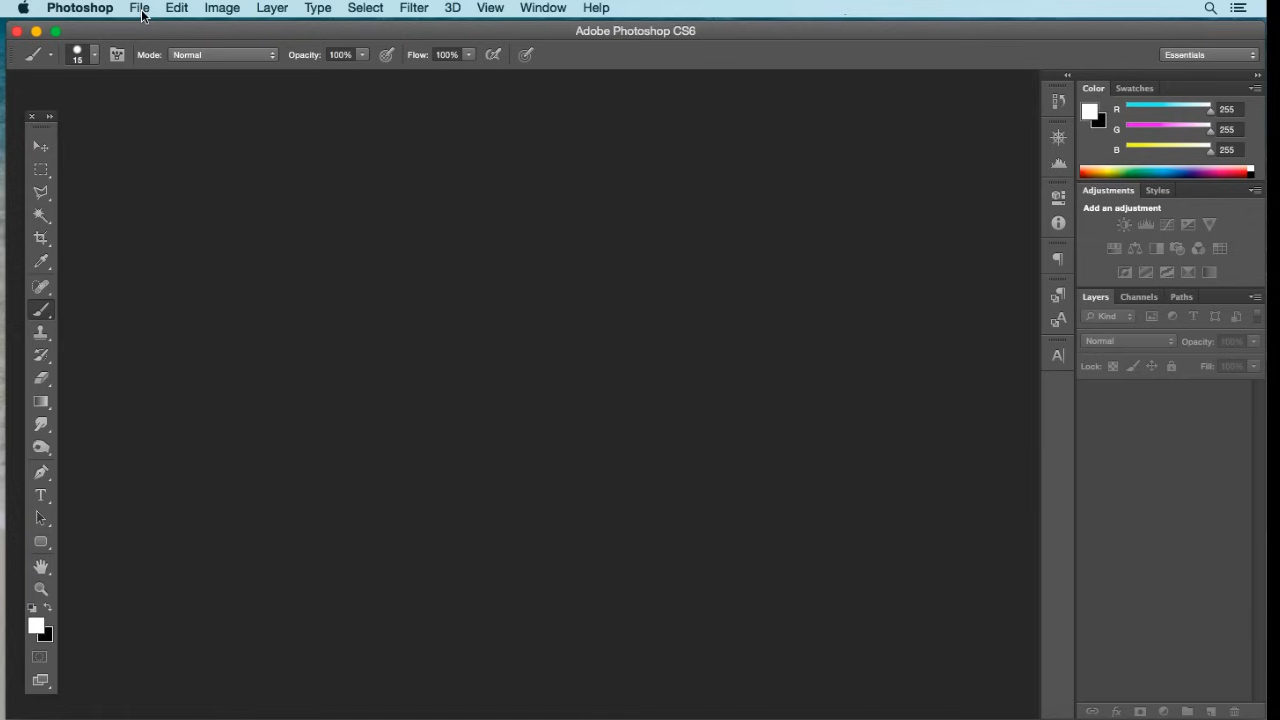 Photoshop File Edit Image Layer Type Select Filter 3D View Window Help
Adobe Photoshop CS6
15 Mode: Normal Opacity: 100% Flow: 100% Essentials
Color Swatches
R 255
G 255
B 255
Adjustments Styles
Add an adjustment
Layers Channels Paths
Kind
Normal Opacity: 100%
Lock: Fill: 100%